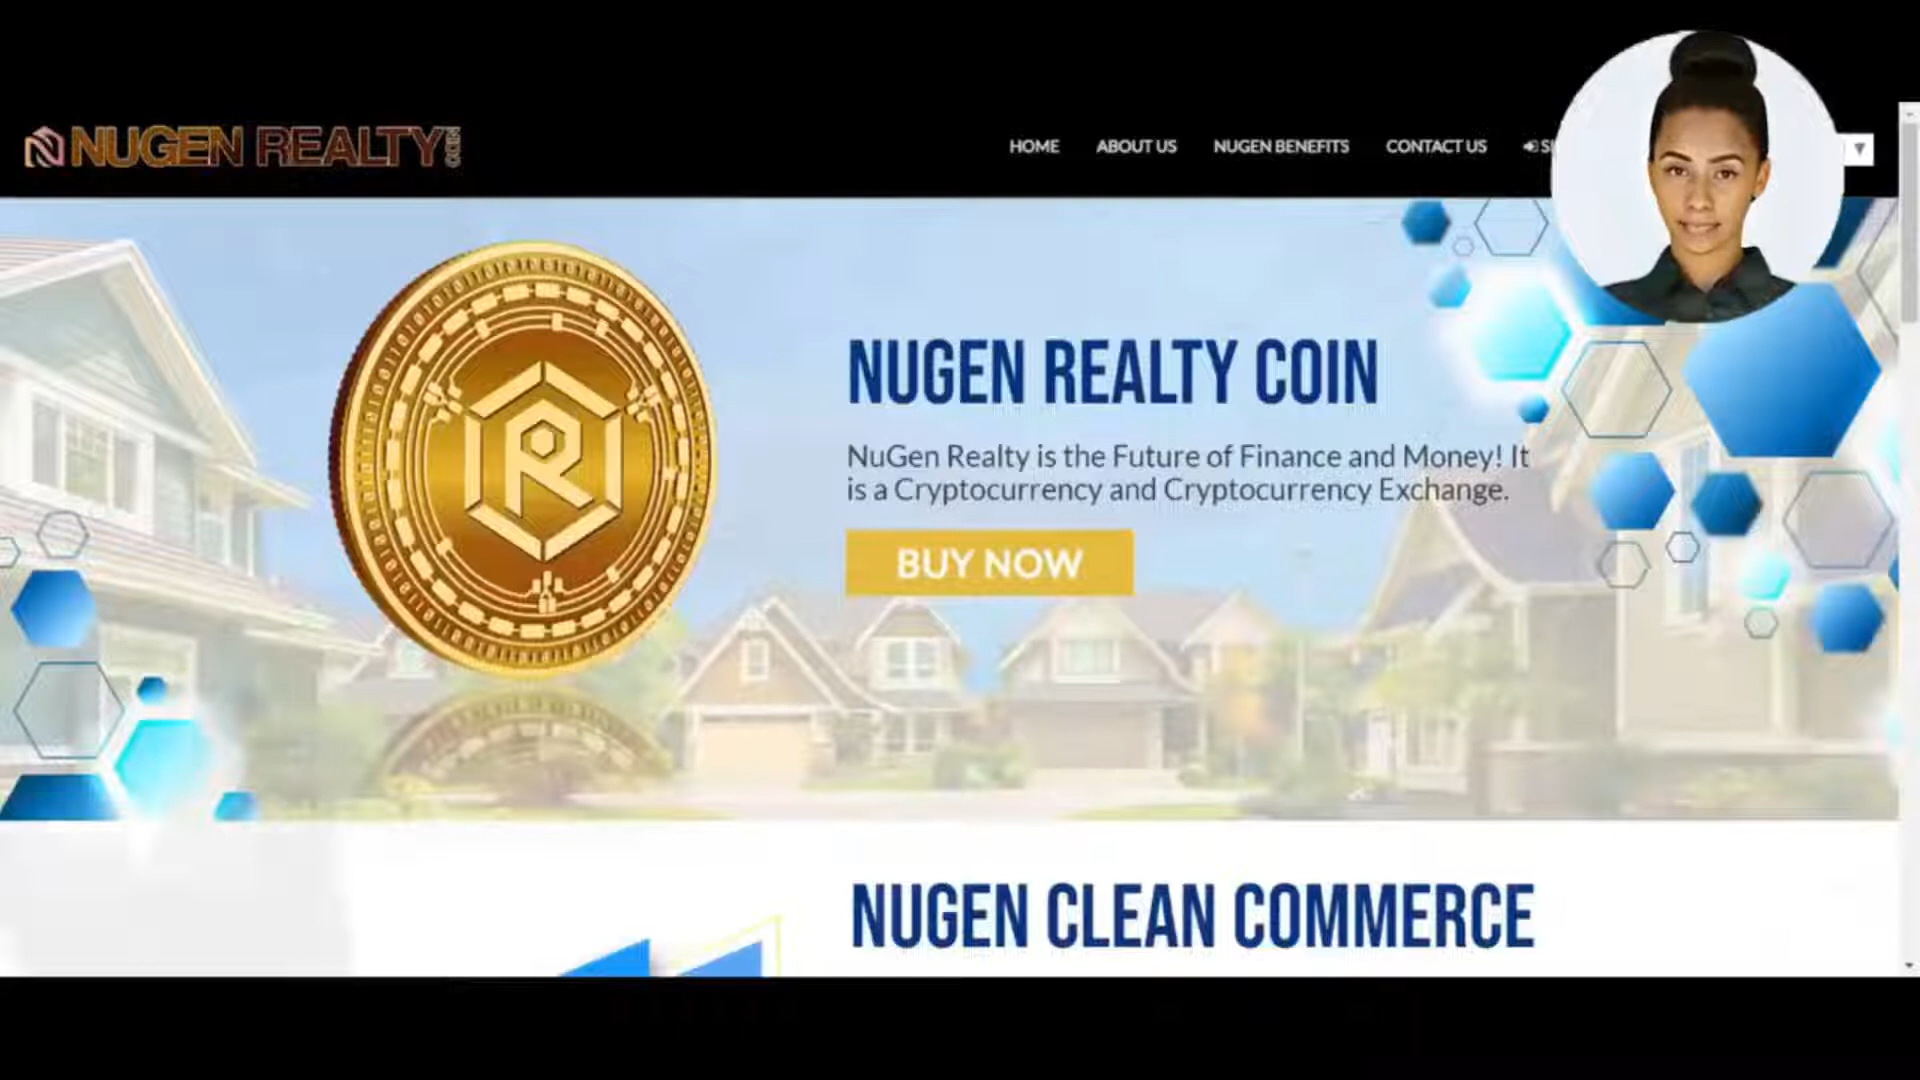 NUGEN REALTY COIN
HOME ABOUT US NUGEN BENEFITS CONTACT US
NUGEN REALTY COIN
NuGen Realty is the Future of Finance and Money! It
is a Cryptocurrency and Cryptocurrency Exchange.
BUY NOW
NUGEN CLEAN COMMERCE